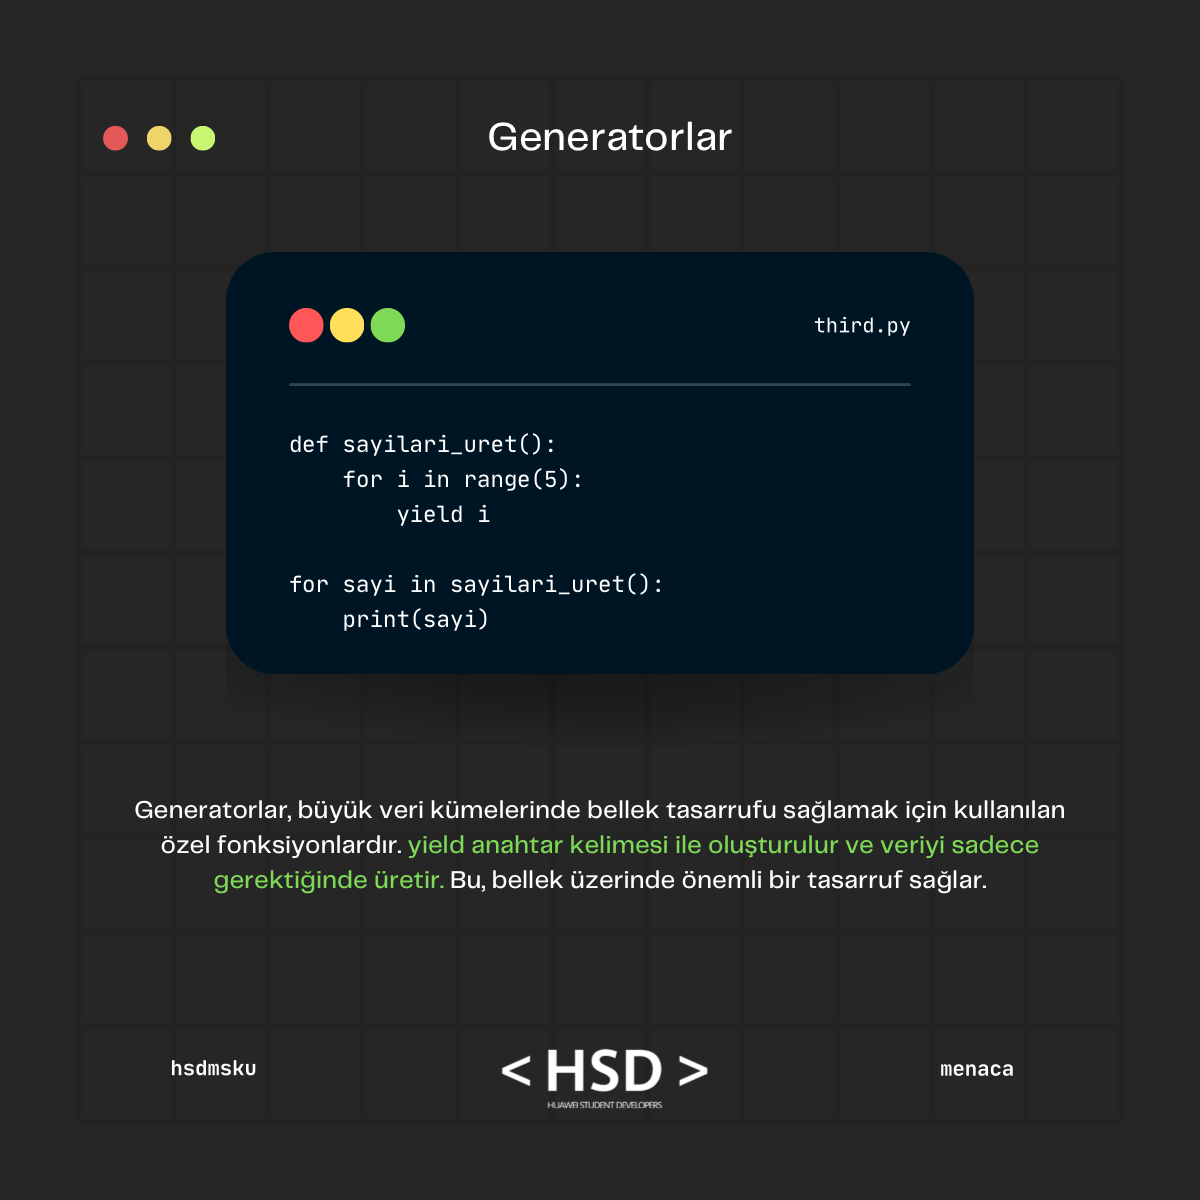 Generatorlar
third.py
def sayilari_uret():
    for i in range(5):
        yield i
for sayi in sayilari_uret():
    print(sayi)
Generatorlar, büyük veri kümelerinde bellek tasarrufu sağlamak için kullanılan
özel fonksiyonlardır. yield anahtar kelimesi ile oluşturulur ve veriyi sadece
gerektiğinde üretir. Bu, bellek üzerinde önemli bir tasarruf sağlar.
hsdmsku
< HSD >
HUAWEI STUDENT DEVELOPERS
menaca